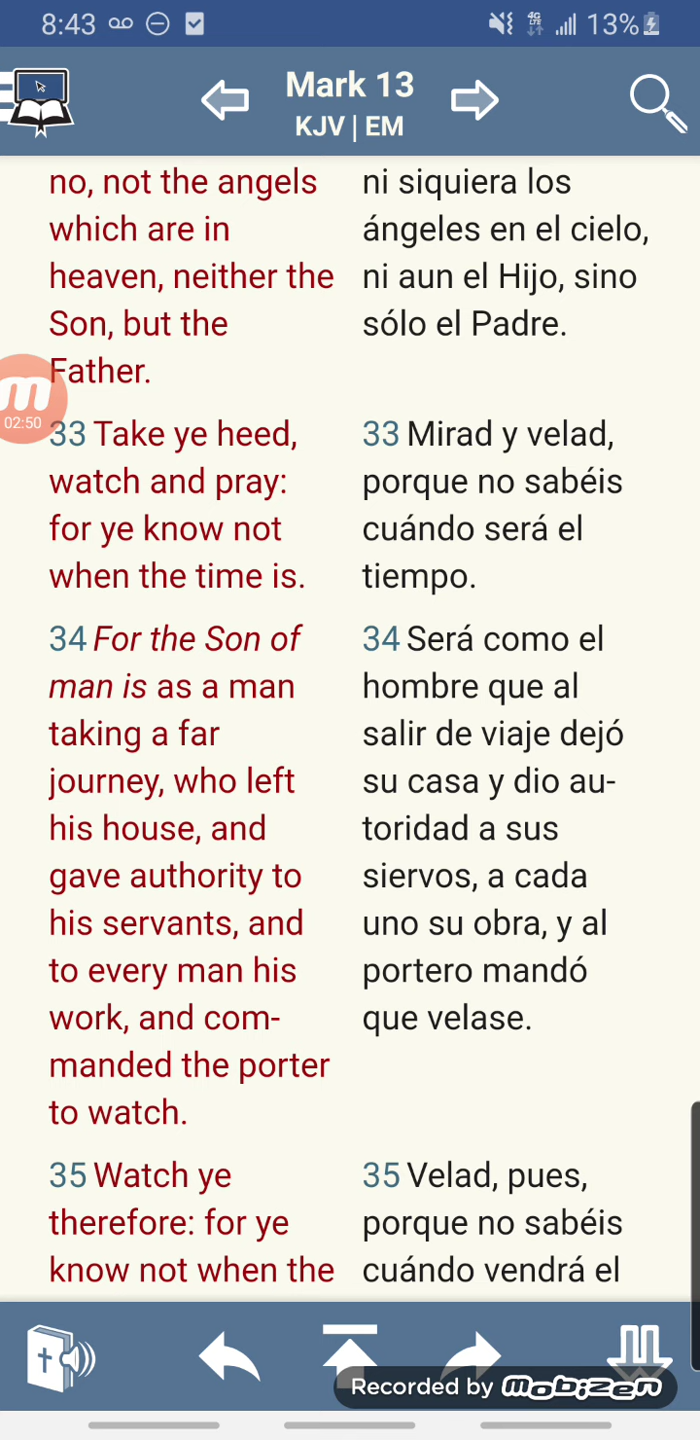 8:43
13%
Mark 13
KJV | EM
no, not the angels
which are in
heaven, neither the
Son, but the
Father.
33 Take ye heed,
watch and pray:
for ye know not
when the time is.
34 For the Son of
man is as a man
taking a far
journey, who left
his house, and
gave authority to
his servants, and
to every man his
work, and com-
manded the porter
to watch.
35 Watch ye
therefore: for ye
know not when the
ni siquiera los
ángeles en el cielo,
ni aun el Hijo, sino
sólo el Padre.
33 Mirad y velad,
porque no sabéis
cuándo será el
tiempo.
34 Será como el
hombre que al
salir de viaje dejó
su casa y dio au-
toridad a sus
siervos, a cada
uno su obra, y al
portero mandó
que velase.
35 Velad, pues,
porque no sabéis
cuándo vendrá el
m
02:50
4G
LTE
Recorded by Mobizen